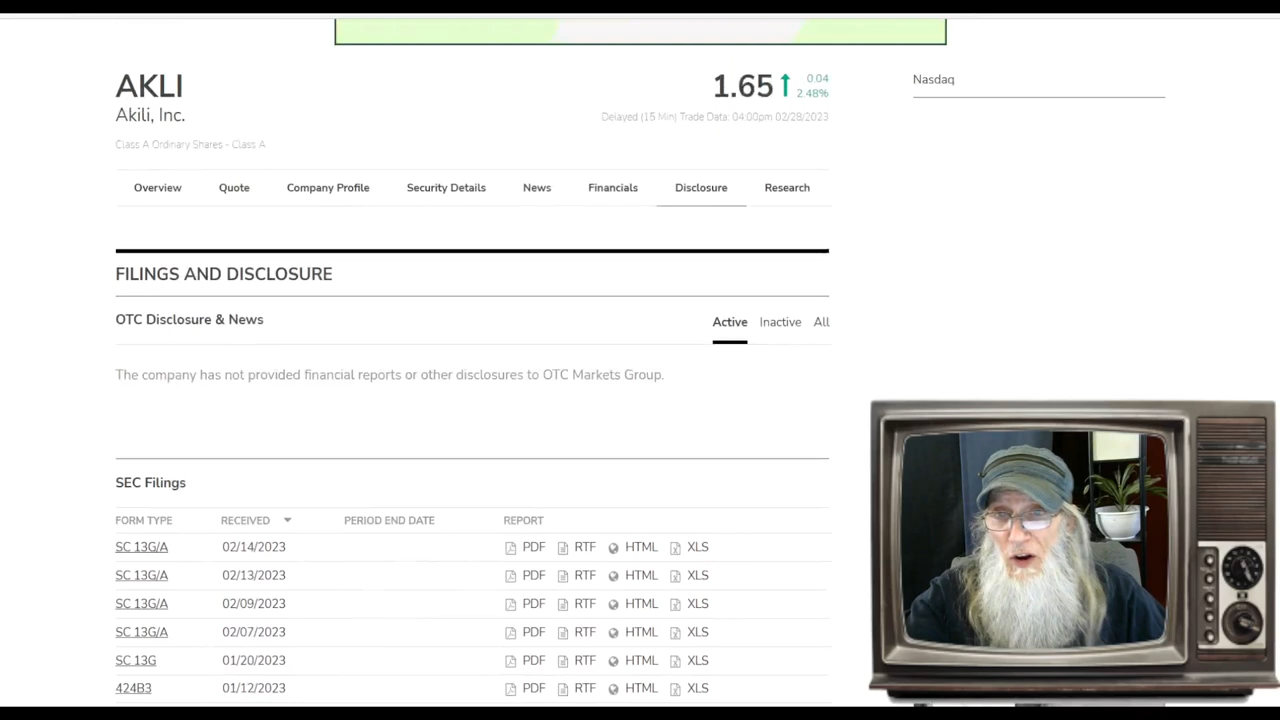 AKLI
1.65 0.04
2.48%
Nasdaq
Akili, Inc.
Delayed (15 Min) Trade Data: 04:00pm 02/28/2023
Class A Ordinary Shares - Class A
Overview Quote Company Profile Security Details News Financials Disclosure Research
FILINGS AND DISCLOSURE
OTC Disclosure & News
Active Inactive All
The company has not provided financial reports or other disclosures to OTC Markets Group.
SEC Filings
FORM TYPE RECEIVED PERIOD END DATE REPORT
SC 13G/A 02/14/2023 PDF RTF HTML XLS
SC 13G/A 02/13/2023 PDF RTF HTML XLS
SC 13G/A 02/09/2023 PDF RTF HTML XLS
SC 13G/A 02/07/2023 PDF RTF HTML XLS
SC 13G 01/20/2023 PDF RTF HTML XLS
424B3 01/12/2023 PDF RTF HTML XLS